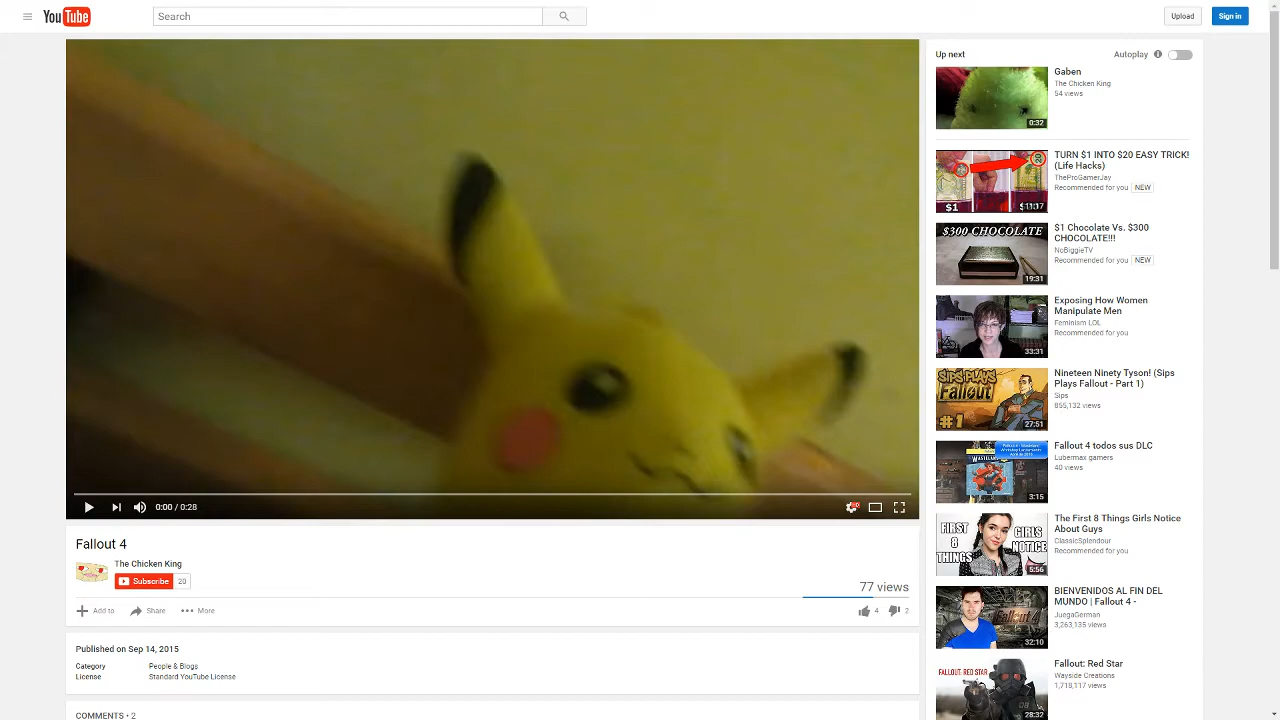 YouTube
Search
Upload
Sign in
Up next
Autoplay
Gaben
The Chicken King
54 views
0:32
TURN $1 INTO $20 EASY TRICK!
(Life Hacks)
TheProGamerJay
Recommended for you NEW
$1
11:17
$1 Chocolate Vs. $300
CHOCOLATE!!!
NoBiggieTV
Recommended for you NEW
$300 CHOCOLATE
19:31
Exposing How Women
Manipulate Men
Feminism LOL
Recommended for you
33:31
Nineteen Ninety Tyson! (Sips
Plays Fallout - Part 1)
Sips
855,132 views
SIPS PLAYS
Fallout
#1
27:51
Fallout 4 todos sus DLC
Lubermax gamers
40 views
3:15
The First 8 Things Girls Notice
About Guys
ClassicSplendour
Recommended for you
FIRST
8
THINGS
GIRLS
NOTICE
5:56
BIENVENIDOS AL FIN DEL
MUNDO | Fallout 4 -
JuegaGerman
3,263,135 views
Fallout 4
32:10
Fallout: Red Star
Wayside Creations
1,718,117 views
FALLOUT: RED STAR
28:32
0:00 / 0:28
Fallout 4
The Chicken King
Subscribe 20
77 views
Add to
Share
More
4
2
Published on Sep 14, 2015
Category People & Blogs
License Standard YouTube License
COMMENTS • 2